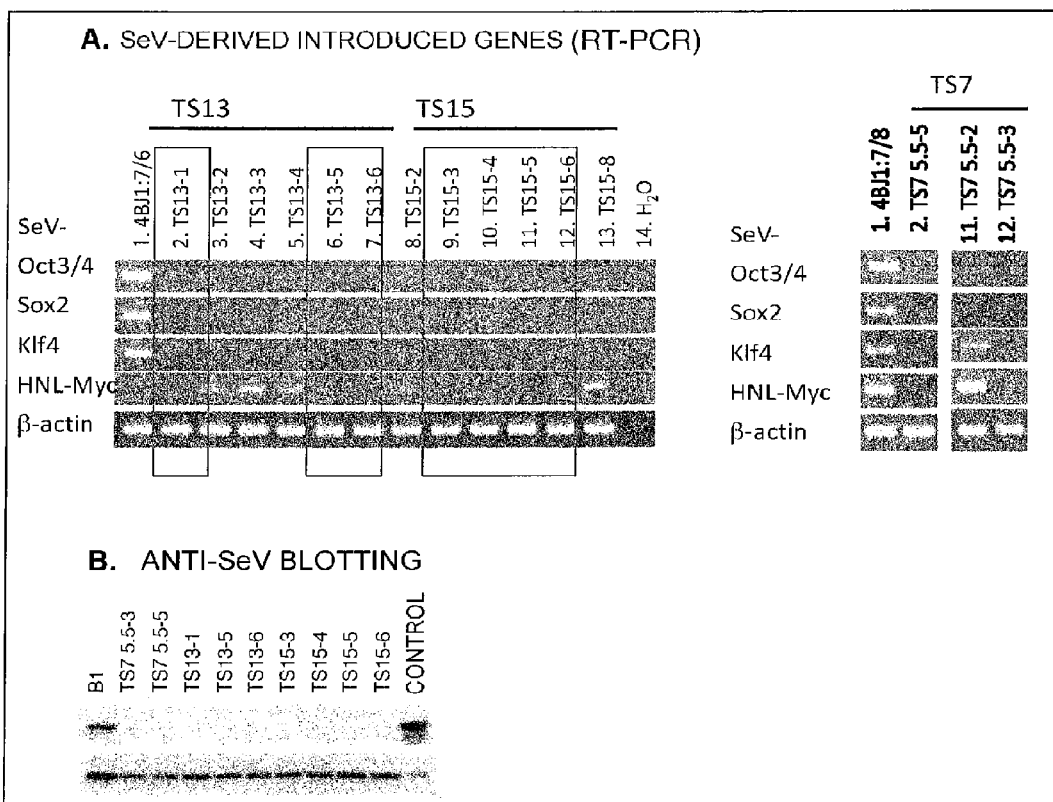 A. SeV-DERIVED INTRODUCED GENES (RT-PCR)
TS13
TS15
1. 4BJ1:7/6
2. TS13-1
3. TS13-2
4. TS13-3
5. TS13-4
6. TS13-5
7. TS13-6
8. TS15-2
9. TS15-3
10. TS15-4
11. TS15-5
12. TS15-6
13. TS15-8
14. H₂O
SeV-
Oct3/4
Sox2
Klf4
HNL-Myc
β-actin
TS7
1. 4BJ1:7/8
2. TS7 5.5-5
11. TS7 5.5-2
12. TS7 5.5-3
SeV-
Oct3/4
Sox2
Klf4
HNL-Myc
β-actin
B. ANTI-SeV BLOTTING
B1
TS7 5.5-3
TS7 5.5-5
TS13-1
TS13-5
TS13-6
TS15-3
TS15-4
TS15-5
TS15-6
CONTROL